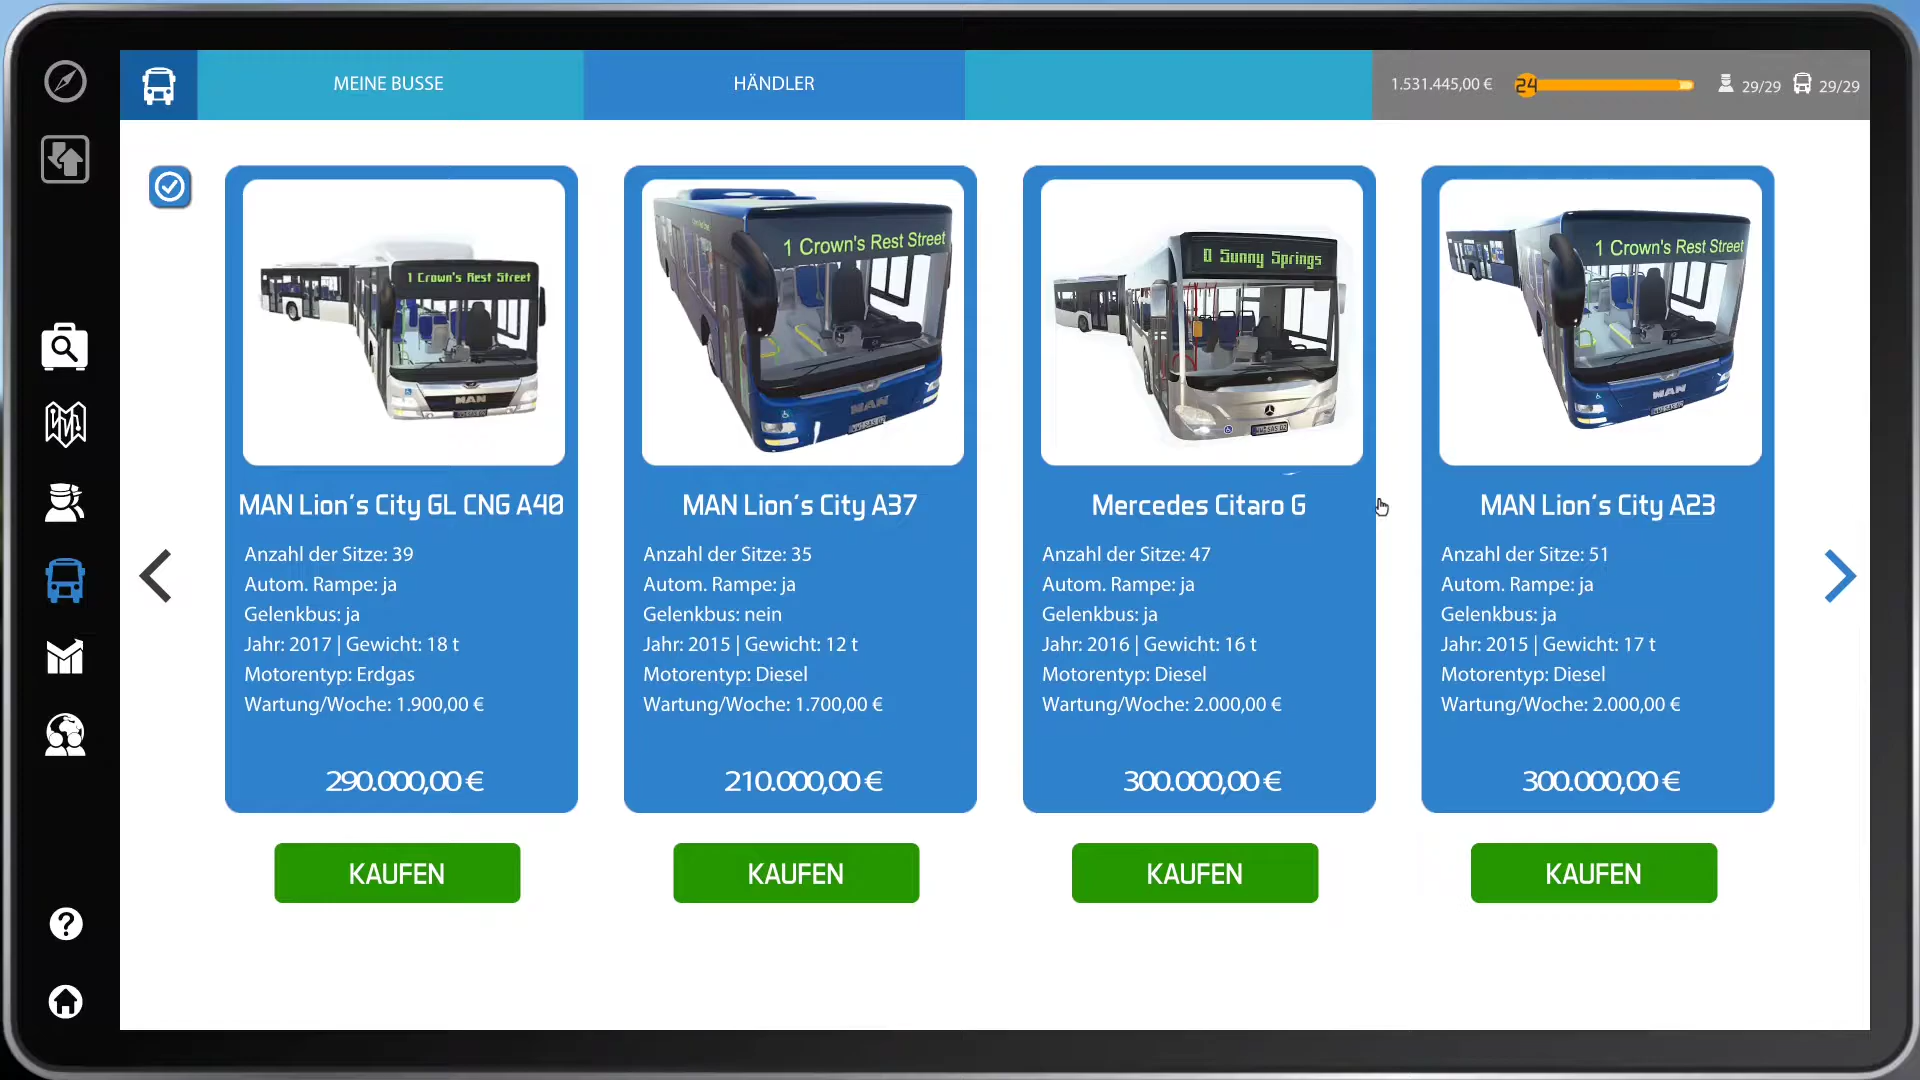 MEINE BUSSE
HÄNDLER
1.531.445,00 €
24
29/29
29/29
1 Crown's Rest Street
MAN
1 Crown's Rest Street
MAN
0 Sunny Springs
1 Crown's Rest Street
MAN
MAN Lion´s City GL CNG A40
Anzahl der Sitze: 39
Autom. Rampe: ja
Gelenkbus: ja
Jahr: 2017 | Gewicht: 18 t
Motorentyp: Erdgas
Wartung/Woche: 1.900,00 €
290.000,00 €
KAUFEN
MAN Lion´s City A37
Anzahl der Sitze: 35
Autom. Rampe: ja
Gelenkbus: nein
Jahr: 2015 | Gewicht: 12 t
Motorentyp: Diesel
Wartung/Woche: 1.700,00 €
210.000,00 €
KAUFEN
Mercedes Citaro G
Anzahl der Sitze: 47
Autom. Rampe: ja
Gelenkbus: ja
Jahr: 2016 | Gewicht: 16 t
Motorentyp: Diesel
Wartung/Woche: 2.000,00 €
300.000,00 €
KAUFEN
MAN Lion´s City A23
Anzahl der Sitze: 51
Autom. Rampe: ja
Gelenkbus: ja
Jahr: 2015 | Gewicht: 17 t
Motorentyp: Diesel
Wartung/Woche: 2.000,00 €
300.000,00 €
KAUFEN
?